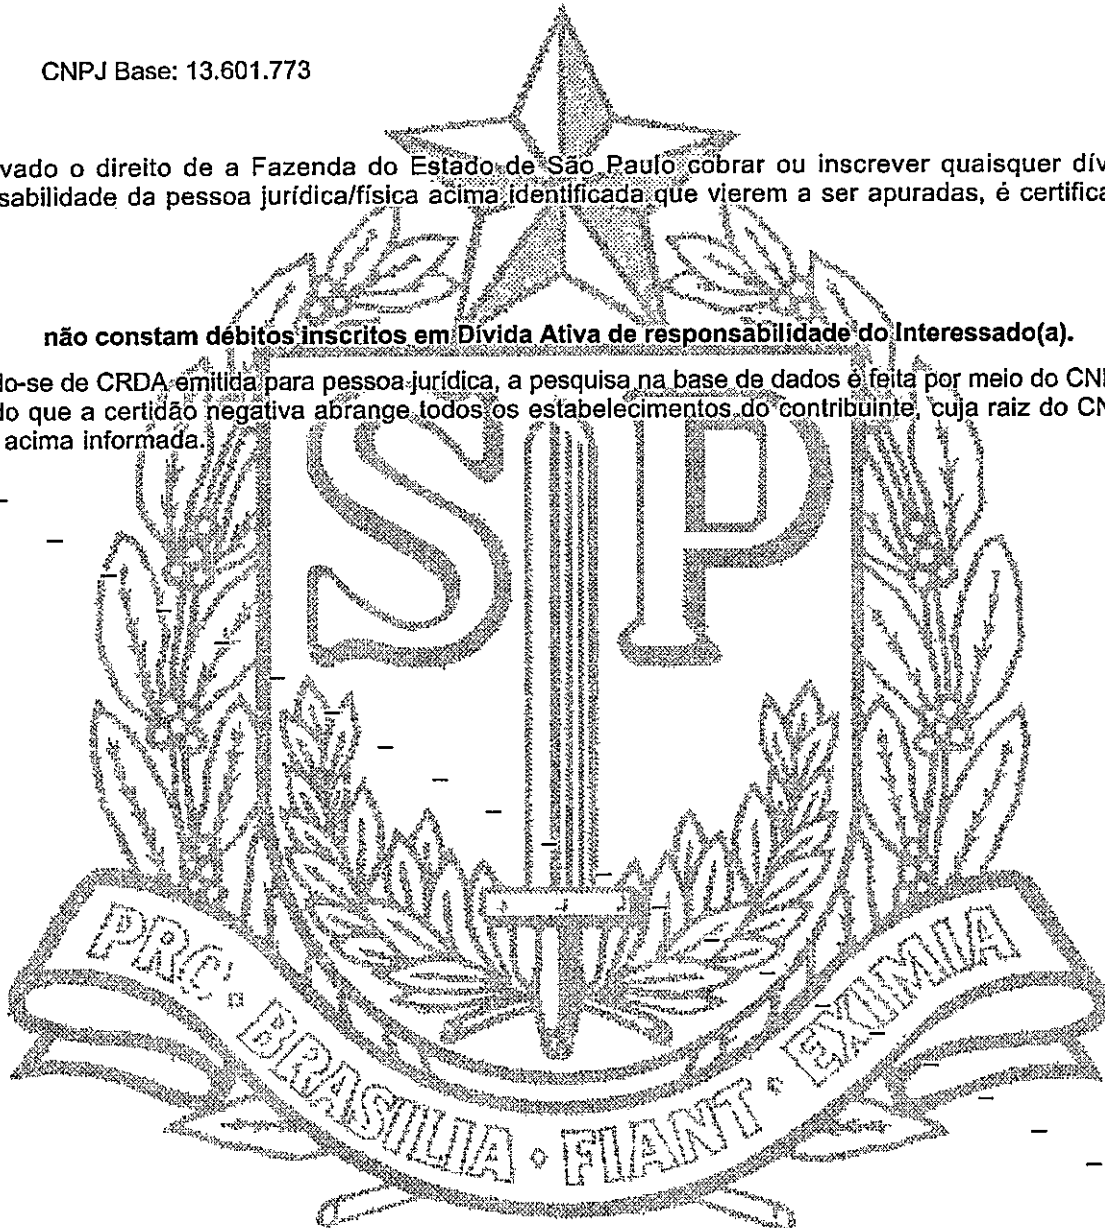 CNPJ Base: 13.601.773
vado o direito de a Fazenda do Estado de São Paulo cobrar ou inscrever quaisquer dív
sabilidade da pessoa jurídica/física acima identificada que vierem a ser apuradas, é certifica
não constam débitos inscritos em Dívida Ativa de responsabilidade do Interessado(a).
do-se de CRDA emitida para pessoa jurídica, a pesquisa na base de dados é feita por meio do CN
do que a certidão negativa abrange todos os estabelecimentos do contribuinte, cuja raiz do CN
acima informada.
SP
PRO BRASILIA FIANT EXIMIA